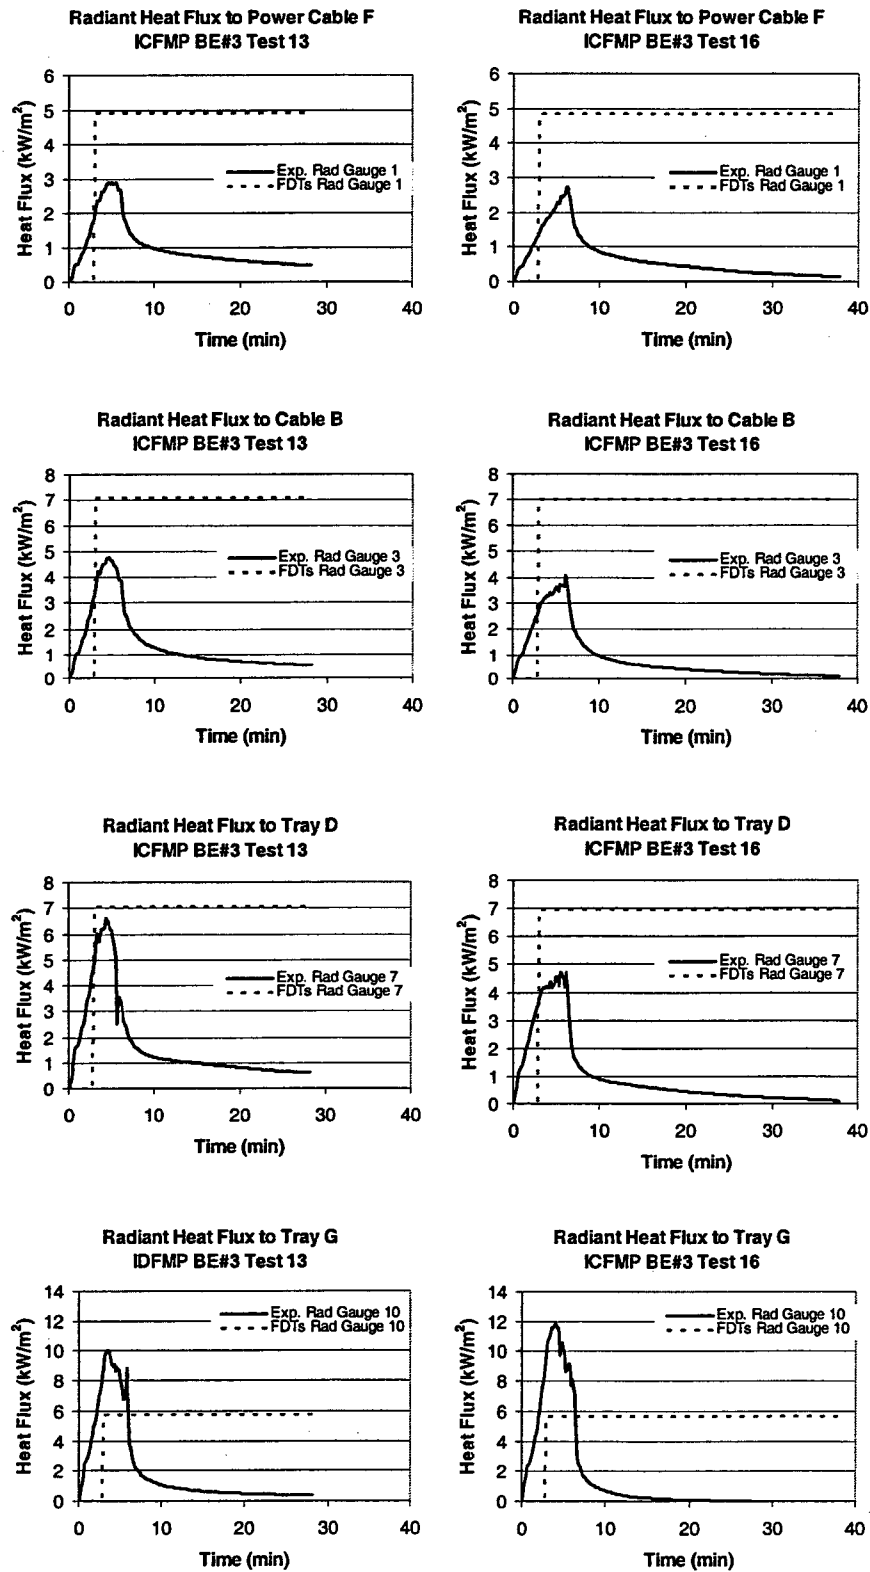 Radiant Heat Flux to Power Cable F
ICFMP BE#3 Test 13
6
5
4
3
2
1
0
Heat Flux (kW/m²)
Exp. Rad Gauge 1
FDTs Rad Gauge 1
0 10 20 30 40
Time (min)
Radiant Heat Flux to Power Cable F
ICFMP BE#3 Test 16
6
5
4
3
2
1
0
Heat Flux (kW/m²)
Exp. Rad Gauge 1
FDTs Rad Gauge 1
0 10 20 30 40
Time (min)
Radiant Heat Flux to Cable B
ICFMP BE#3 Test 13
8
7
6
5
4
3
2
1
0
Heat Flux (kW/m²)
Exp. Rad Gauge 3
FDTs Rad Gauge 3
0 10 20 30 40
Time (min)
Radiant Heat Flux to Cable B
ICFMP BE#3 Test 16
8
7
6
5
4
3
2
1
0
Heat Flux (kW/m²)
Exp. Rad Gauge 3
FDTs Rad Gauge 3
0 10 20 30 40
Time (min)
Radiant Heat Flux to Tray D
ICFMP BE#3 Test 13
8
7
6
5
4
3
2
1
0
Heat Flux (kW/m²)
Exp. Rad Gauge 7
FDTs Rad Gauge 7
0 10 20 30 40
Time (min)
Radiant Heat Flux to Tray D
ICFMP BE#3 Test 16
8
7
6
5
4
3
2
1
0
Heat Flux (kW/m²)
Exp. Rad Gauge 7
FDTs Rad Gauge 7
0 10 20 30 40
Time (min)
Radiant Heat Flux to Tray G
IDFMP BE#3 Test 13
14
12
10
8
6
4
2
0
Heat Flux (kW/m²)
Exp. Rad Gauge 10
FDTs Rad Gauge 10
0 10 20 30 40
Time (min)
Radiant Heat Flux to Tray G
ICFMP BE#3 Test 16
14
12
10
8
6
4
2
0
Heat Flux (kW/m²)
Exp. Rad Gauge 10
FDTs Rad Gauge 10
0 10 20 30 40
Time (min)